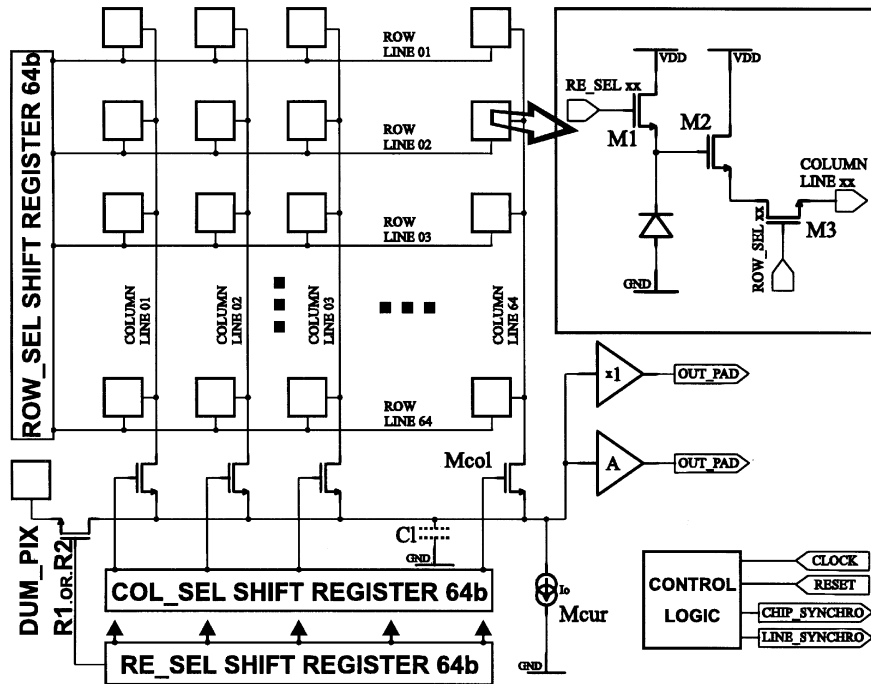 ROW_SEL SHIFT REGISTER 64b
ROW
LINE 01
ROW
LINE 02
ROW
LINE 03
ROW
LINE 64
COLUMN
LINE 01
COLUMN
LINE 02
COLUMN
LINE 03
COLUMN
LINE 64
VDD
VDD
RE_SEL xx
M1
M2
COLUMN
LINE xx
M3
ROW_SEL xx
GND
x1
OUT_PAD
A
OUT_PAD
Mcol
DUM_PIX
R1.OR.R2
Cl
GND
COL_SEL SHIFT REGISTER 64b
RE_SEL SHIFT REGISTER 64b
Io
Mcur
GND
CONTROL
LOGIC
CLOCK
RESET
CHIP_SYNCHRO
LINE_SYNCHRO